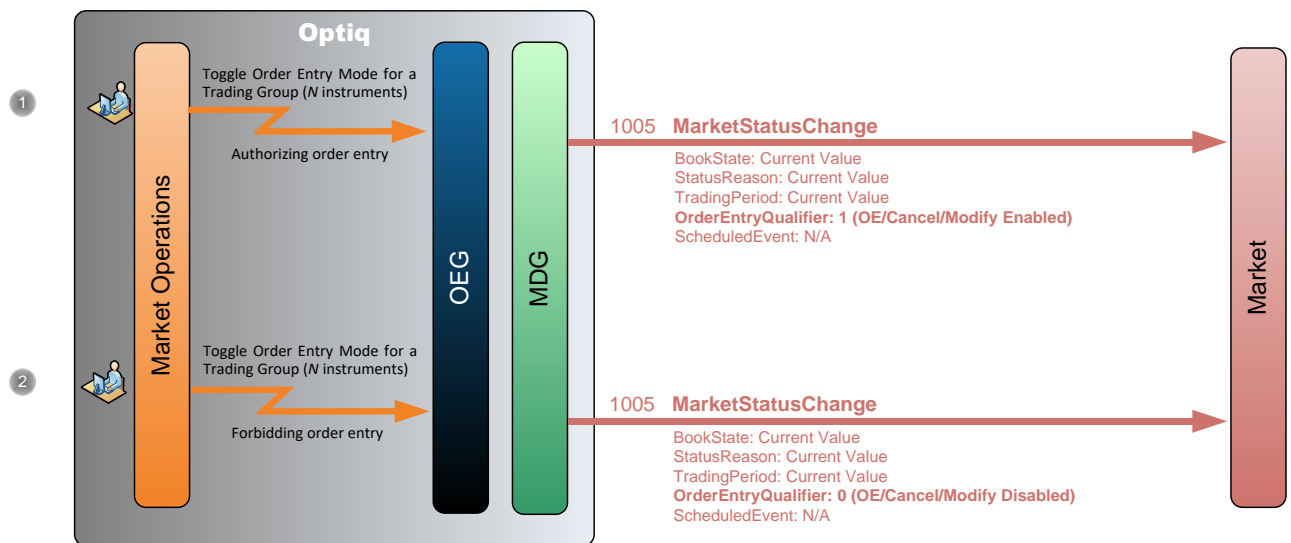 Optiq
1
Toggle Order Entry Mode for a
Trading Group (N instruments)
Authorizing order entry
1005 MarketStatusChange
BookState: Current Value
StatusReason: Current Value
TradingPeriod: Current Value
OrderEntryQualifier: 1 (OE/Cancel/Modify Enabled)
ScheduledEvent: N/A
Market Operations
OEG
MDG
Market
2
Toggle Order Entry Mode for a
Trading Group (N instruments)
Forbidding order entry
1005 MarketStatusChange
BookState: Current Value
StatusReason: Current Value
TradingPeriod: Current Value
OrderEntryQualifier: 0 (OE/Cancel/Modify Disabled)
ScheduledEvent: N/A